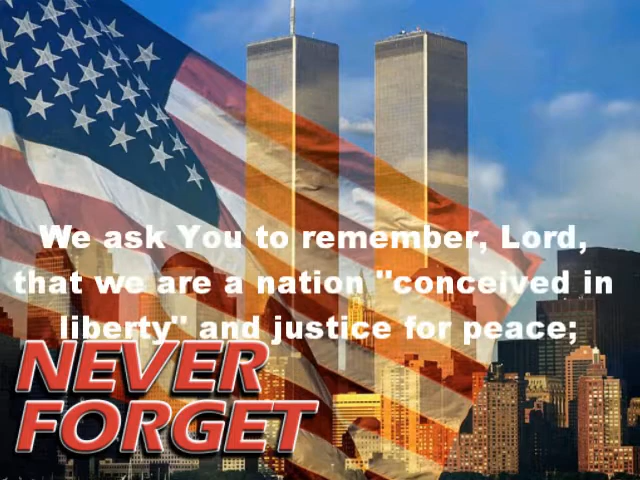 We ask You to remember, Lord,
that we are a nation "conceived in
liberty" and justice for peace;
NEVER
FORGET